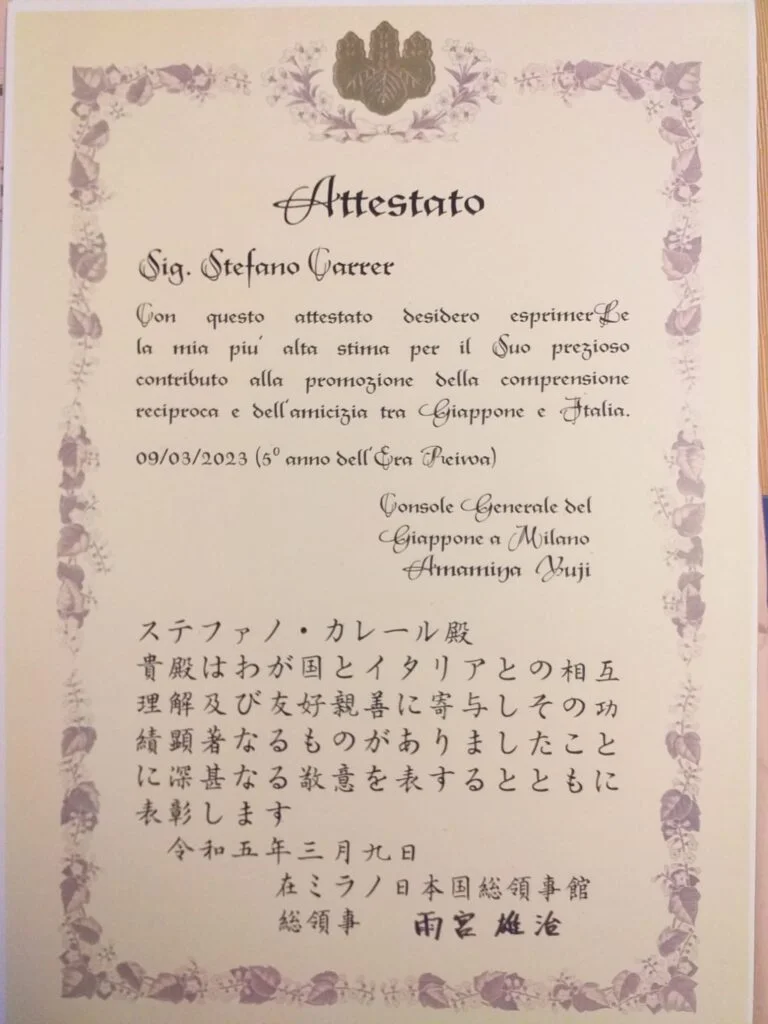 Attestato
Sig. Stefano Carrer
Con questo attestato desidero esprimerLe
la mia piu' alta stima per il Suo prezioso
contributo alla promozione della comprensione
reciproca e dell'amicizia tra Giappone e Italia.
09/03/2023 (5° anno dell'Era Reiwa)
Console Generale del
Giappone a Milano
Amamiya Yuji
ステファノ・カレール殿
貴殿はわが国とイタリアとの相互
理解及び友好親善に寄与しその功
績顕著なるものがありましたこと
に深甚なる敬意を表するとともに
表彰します
令和五年三月九日
在ミラノ日本国総領事館
総領事 雨宮雄治